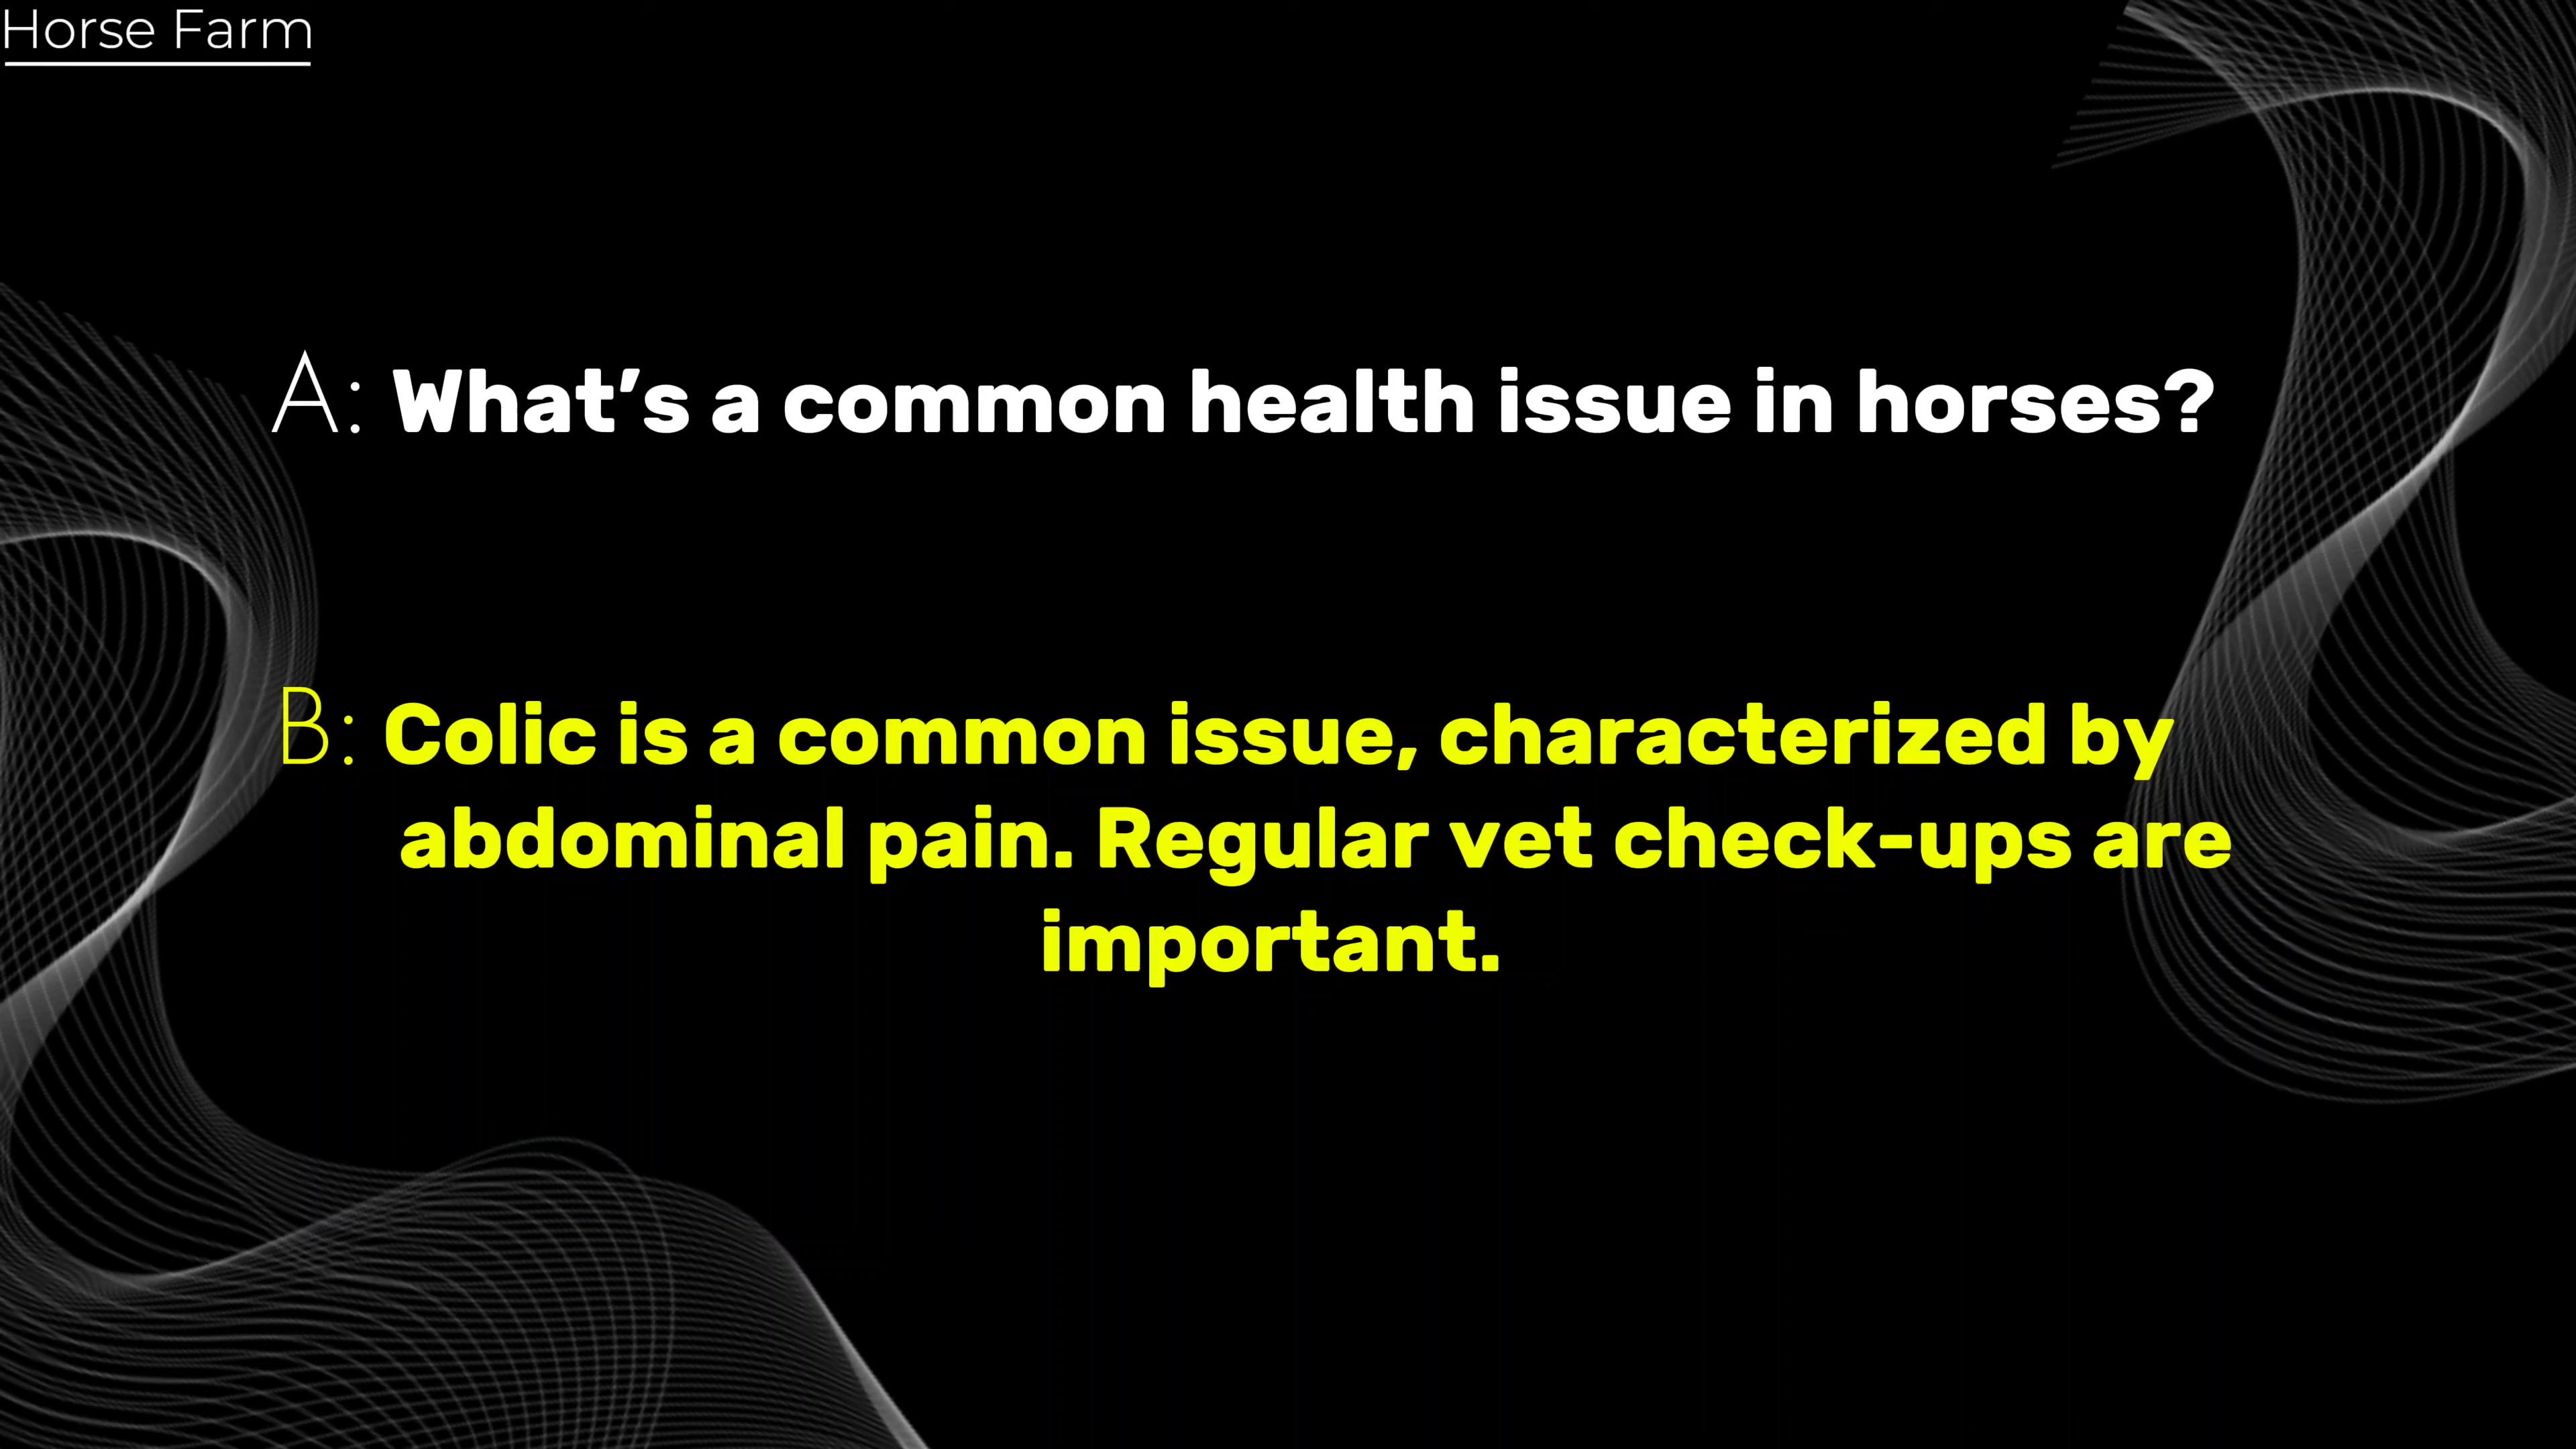 Horse Farm
A: What’s a common health issue in horses?
B: Colic is a common issue, characterized by
abdominal pain. Regular vet check-ups are
important.